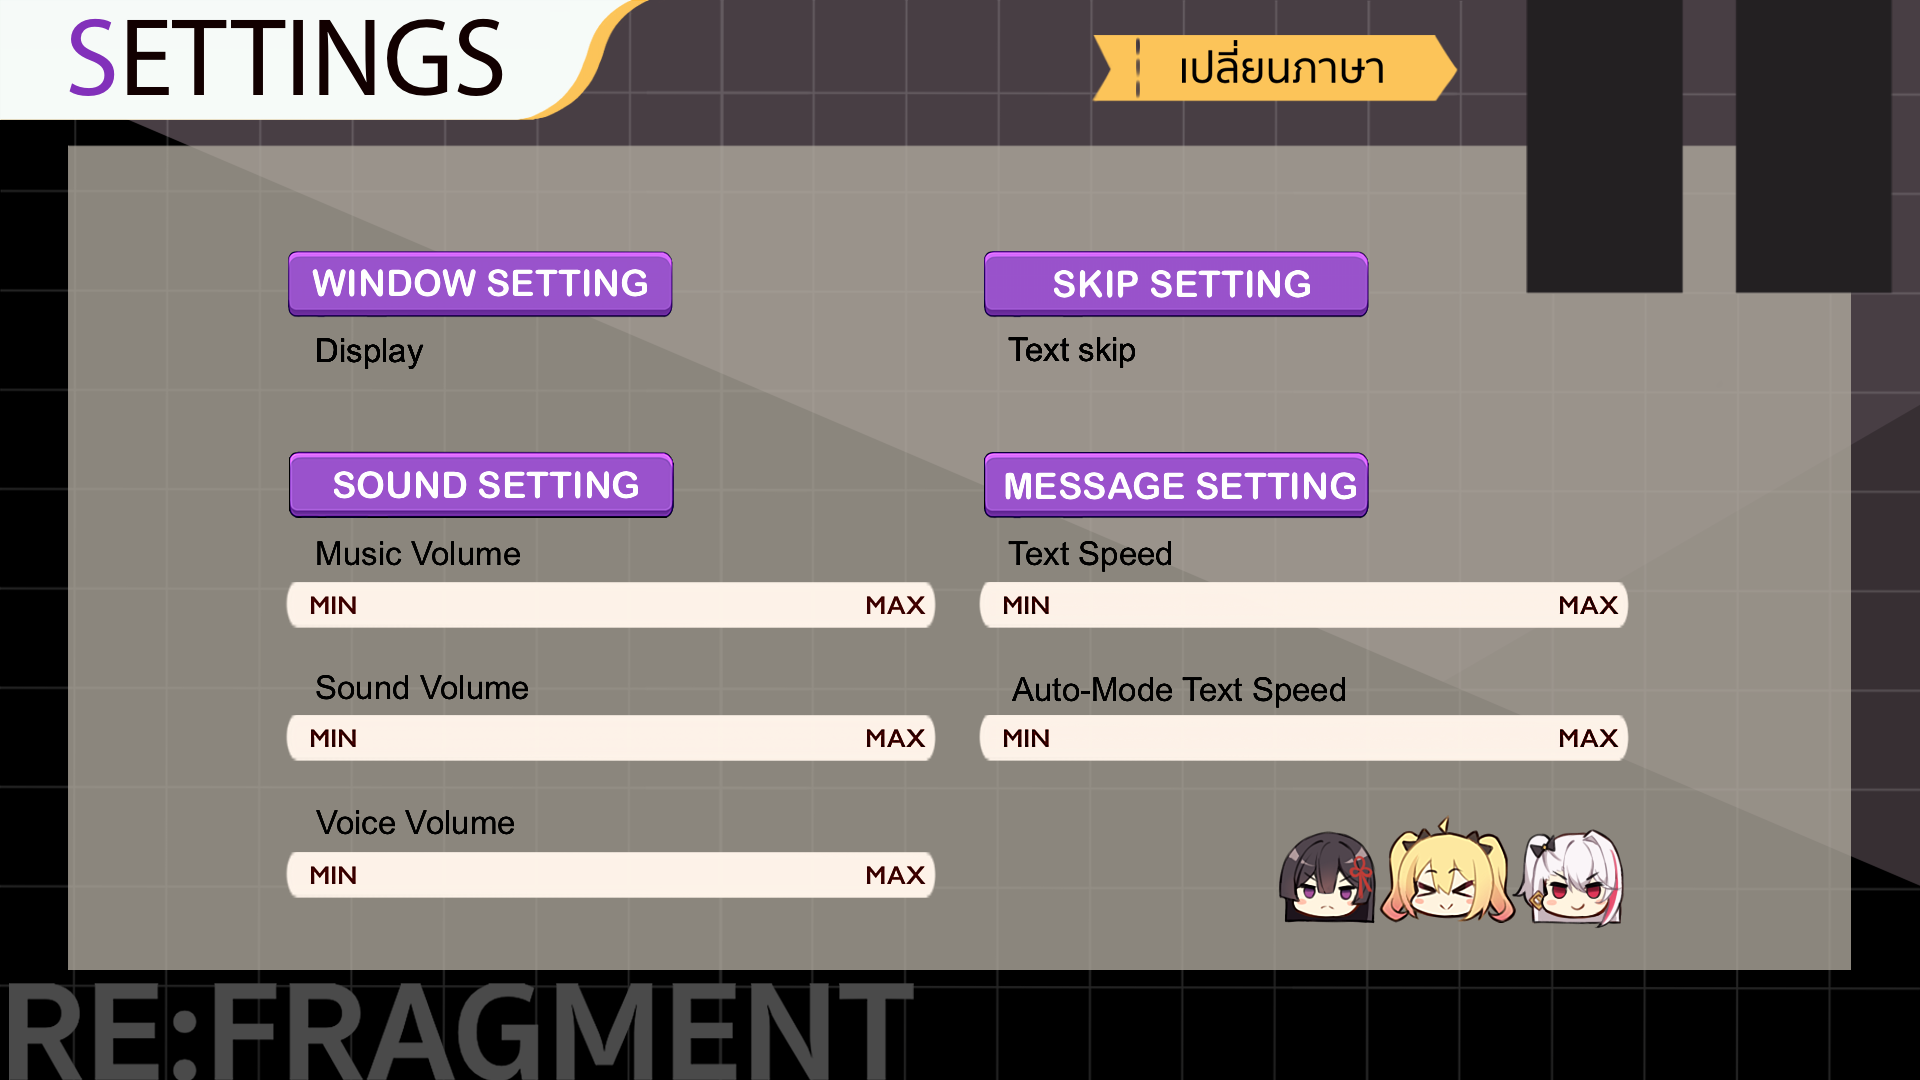 SETTINGS
เปลี่ยนภาษา
WINDOW SETTING
Display
SKIP SETTING
Text skip
SOUND SETTING
Music Volume
MIN MAX
Sound Volume
MIN MAX
Voice Volume
MIN MAX
MESSAGE SETTING
Text Speed
MIN MAX
Auto-Mode Text Speed
MIN MAX
RE:FRAGMENT